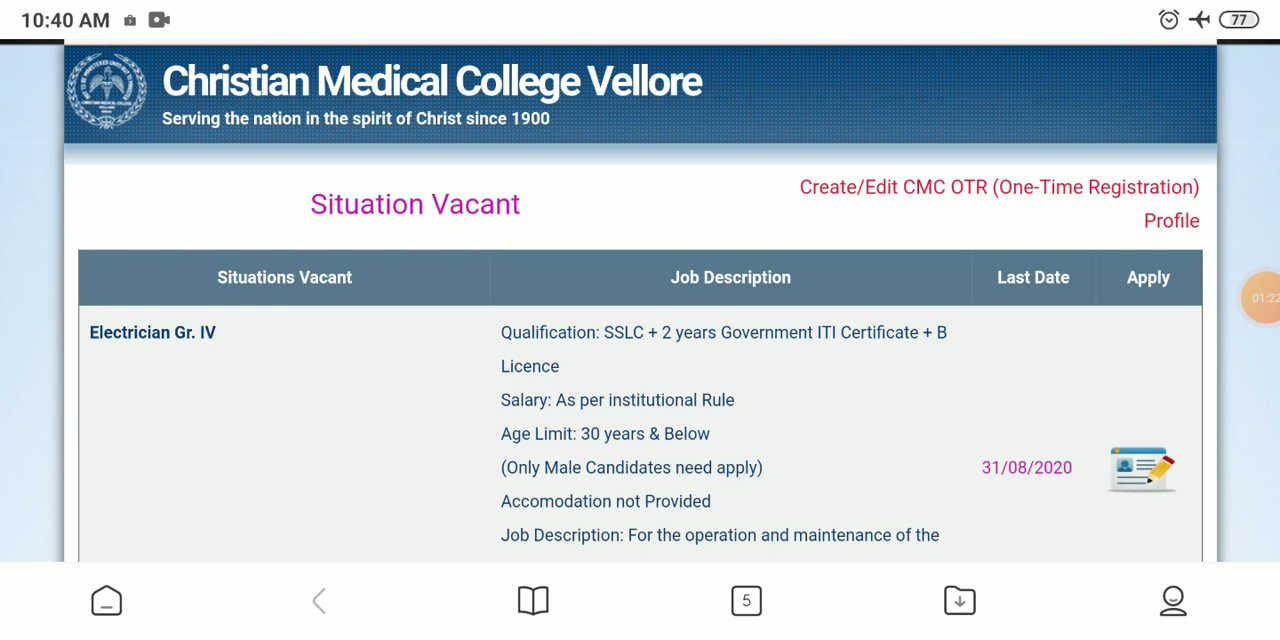 10:40 AM
77
Christian Medical College Vellore
Serving the nation in the spirit of Christ since 1900
Situation Vacant
Create/Edit CMC OTR (One-Time Registration)
Profile
Situations Vacant Job Description Last Date Apply
Electrician Gr. IV
Qualification: SSLC + 2 years Government ITI Certificate + B
Licence
Salary: As per institutional Rule
Age Limit: 30 years & Below
(Only Male Candidates need apply)
31/08/2020
Accomodation not Provided
Job Description: For the operation and maintenance of the
01:22
5